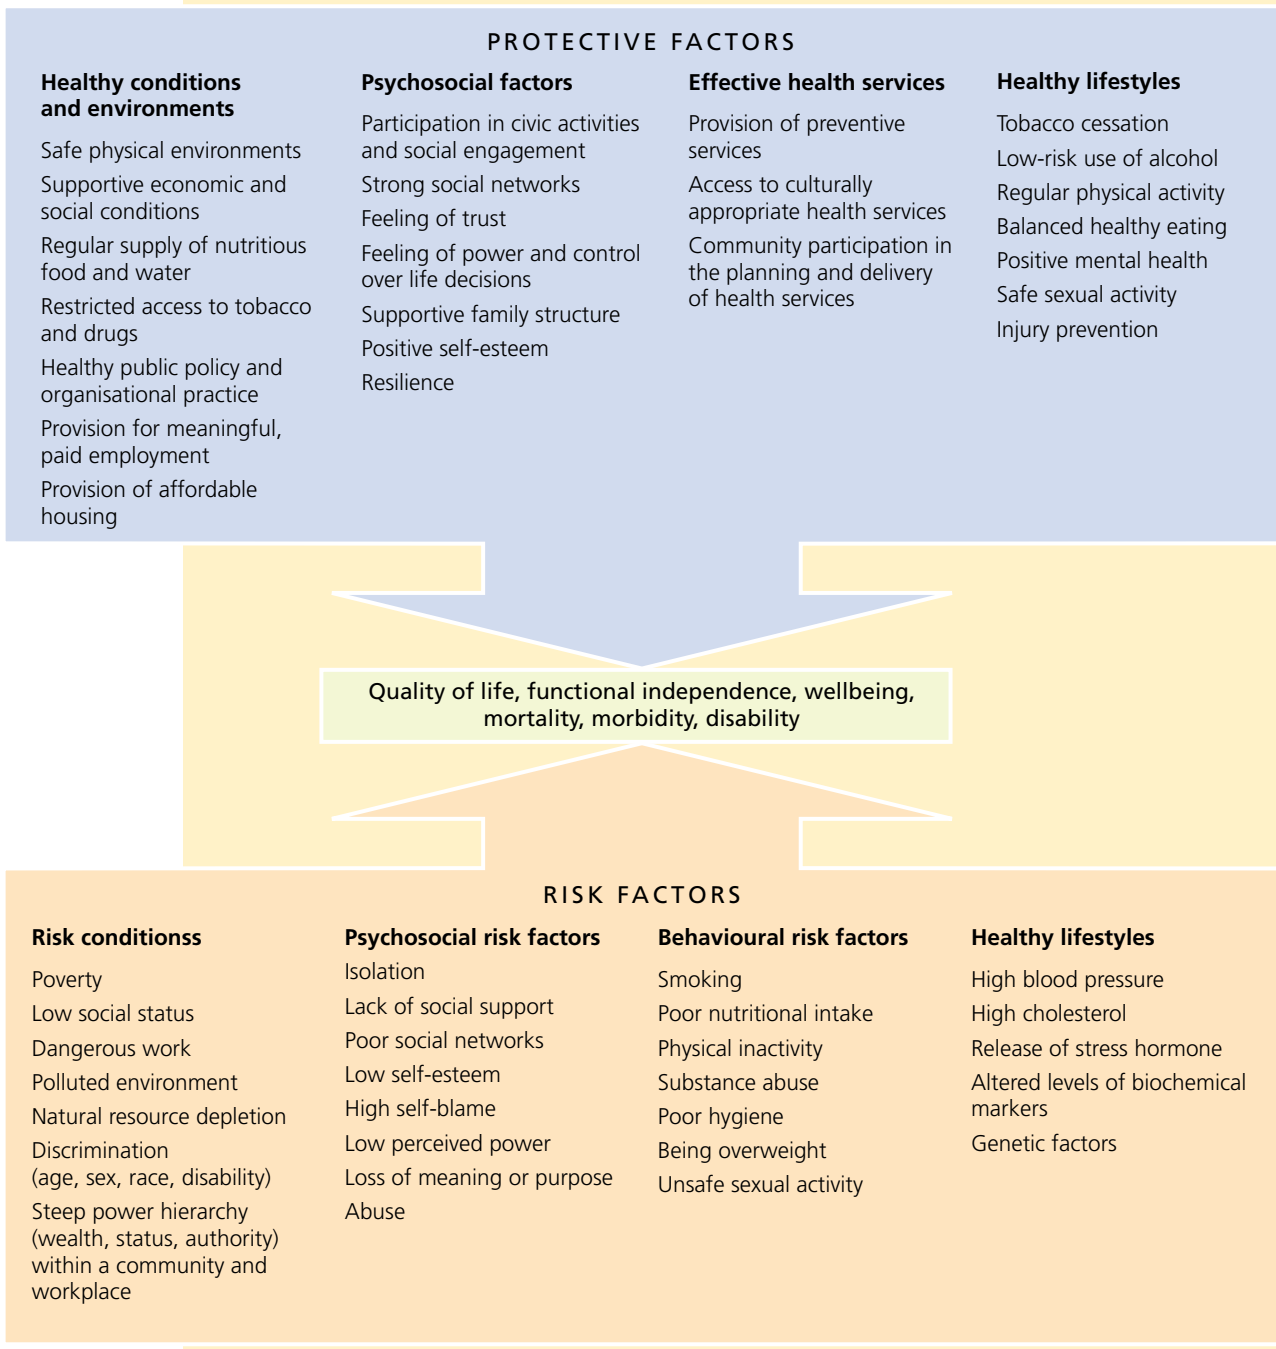 PROTECTIVE FACTORS
Healthy conditions
and environments
Safe physical environments
Supportive economic and
social conditions
Regular supply of nutritious
food and water
Restricted access to tobacco
and drugs
Healthy public policy and
organisational practice
Provision for meaningful,
paid employment
Provision of affordable
housing
Psychosocial factors
Participation in civic activities
and social engagement
Strong social networks
Feeling of trust
Feeling of power and control
over life decisions
Supportive family structure
Positive self-esteem
Resilience
Effective health services
Provision of preventive
services
Access to culturally
appropriate health services
Community participation in
the planning and delivery
of health services
Healthy lifestyles
Tobacco cessation
Low-risk use of alcohol
Regular physical activity
Balanced healthy eating
Positive mental health
Safe sexual activity
Injury prevention
Quality of life, functional independence, wellbeing,
mortality, morbidity, disability
RISK FACTORS
Risk conditionss
Poverty
Low social status
Dangerous work
Polluted environment
Natural resource depletion
Discrimination
(age, sex, race, disability)
Steep power hierarchy
(wealth, status, authority)
within a community and
workplace
Psychosocial risk factors
Isolation
Lack of social support
Poor social networks
Low self-esteem
High self-blame
Low perceived power
Loss of meaning or purpose
Abuse
Behavioural risk factors
Smoking
Poor nutritional intake
Physical inactivity
Substance abuse
Poor hygiene
Being overweight
Unsafe sexual activity
Healthy lifestyles
High blood pressure
High cholesterol
Release of stress hormone
Altered levels of biochemical
markers
Genetic factors